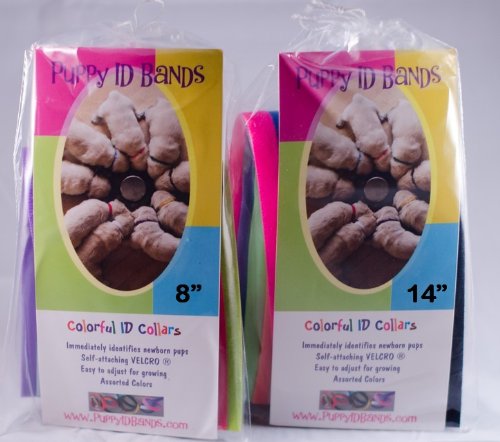 Puppy ID Bands
8”
Colorful ID Collars
Immediately identifies newborn pups
Self-attaching VELCRO ®
Easy to adjust for growing
Assorted Colors
www.PuppyIDBands.com
Puppy ID Bands
14”
Colorful ID Collars
Immediately identifies newborn pups
Self-attaching VELCRO ®
Easy to adjust for growing
Assorted Colors
www.PuppyIDBands.com